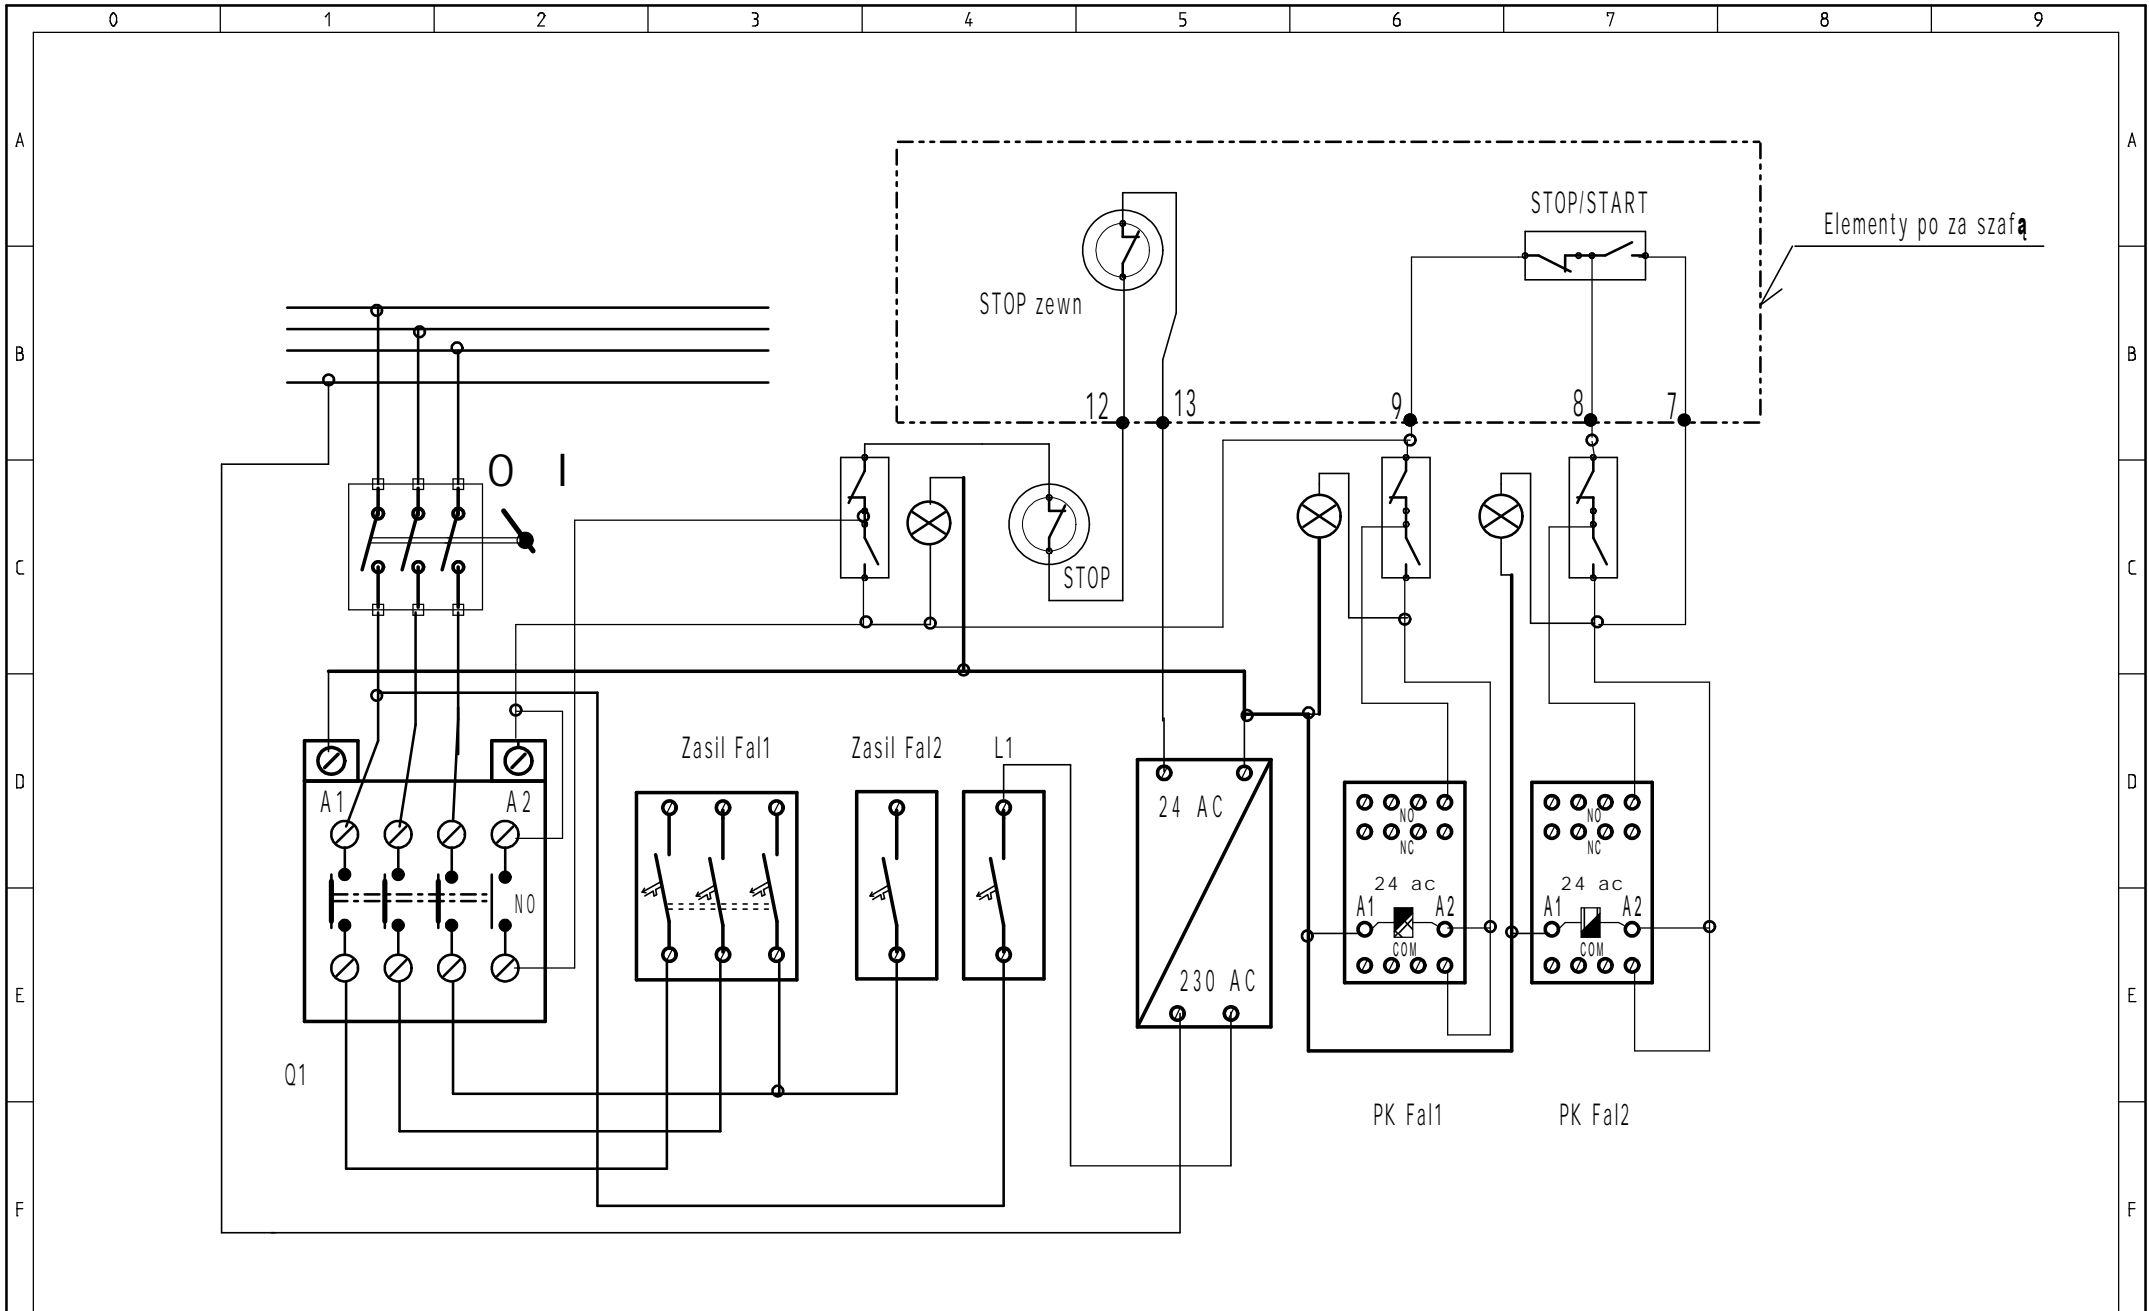 0 1 2 3 4 5 6 7 8 9
A A
STOP/START
Elementy po za szafą
STOP zewn
B B
12 13 9 8 7
O I
C C
STOP
Zasil Fal1 Zasil Fal2 L1
D D
A1 A2 24 AC
NO NO
NC NC
24 ac 24 ac
NO A1 A2 A1 A2
COM COM
230 AC
E E
Q1
PK Fal1 PK Fal2
F F